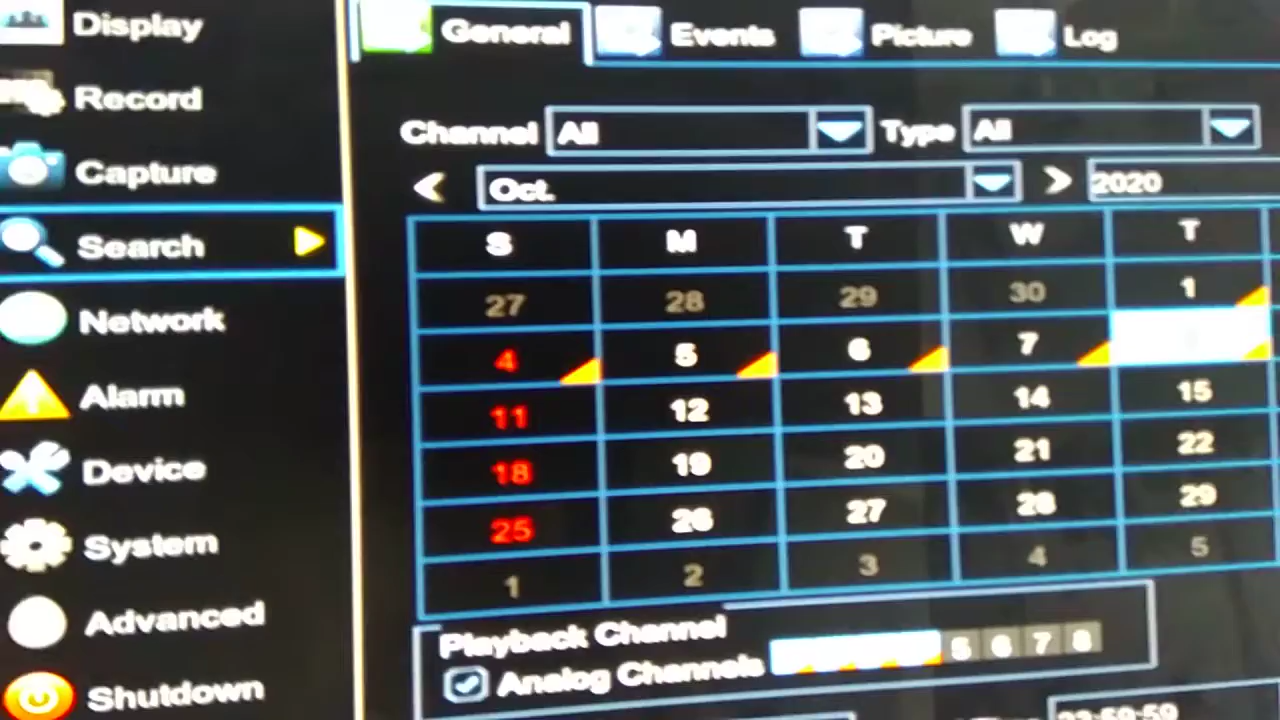 Display
Record
Capture
Search
Network
Alarm
Device
System
Advanced
Shutdown
General Events Picture Log
Channel All Type All
< Oct. > 2020
S M T W T
27 28 29 30 1
4 5 6 7
11 12 13 14 15
18 19 20 21 22
25 26 27 28 29
1 2 3 4 5
Playback Channel
Analog Channels 5 6 7 8
23:59:59